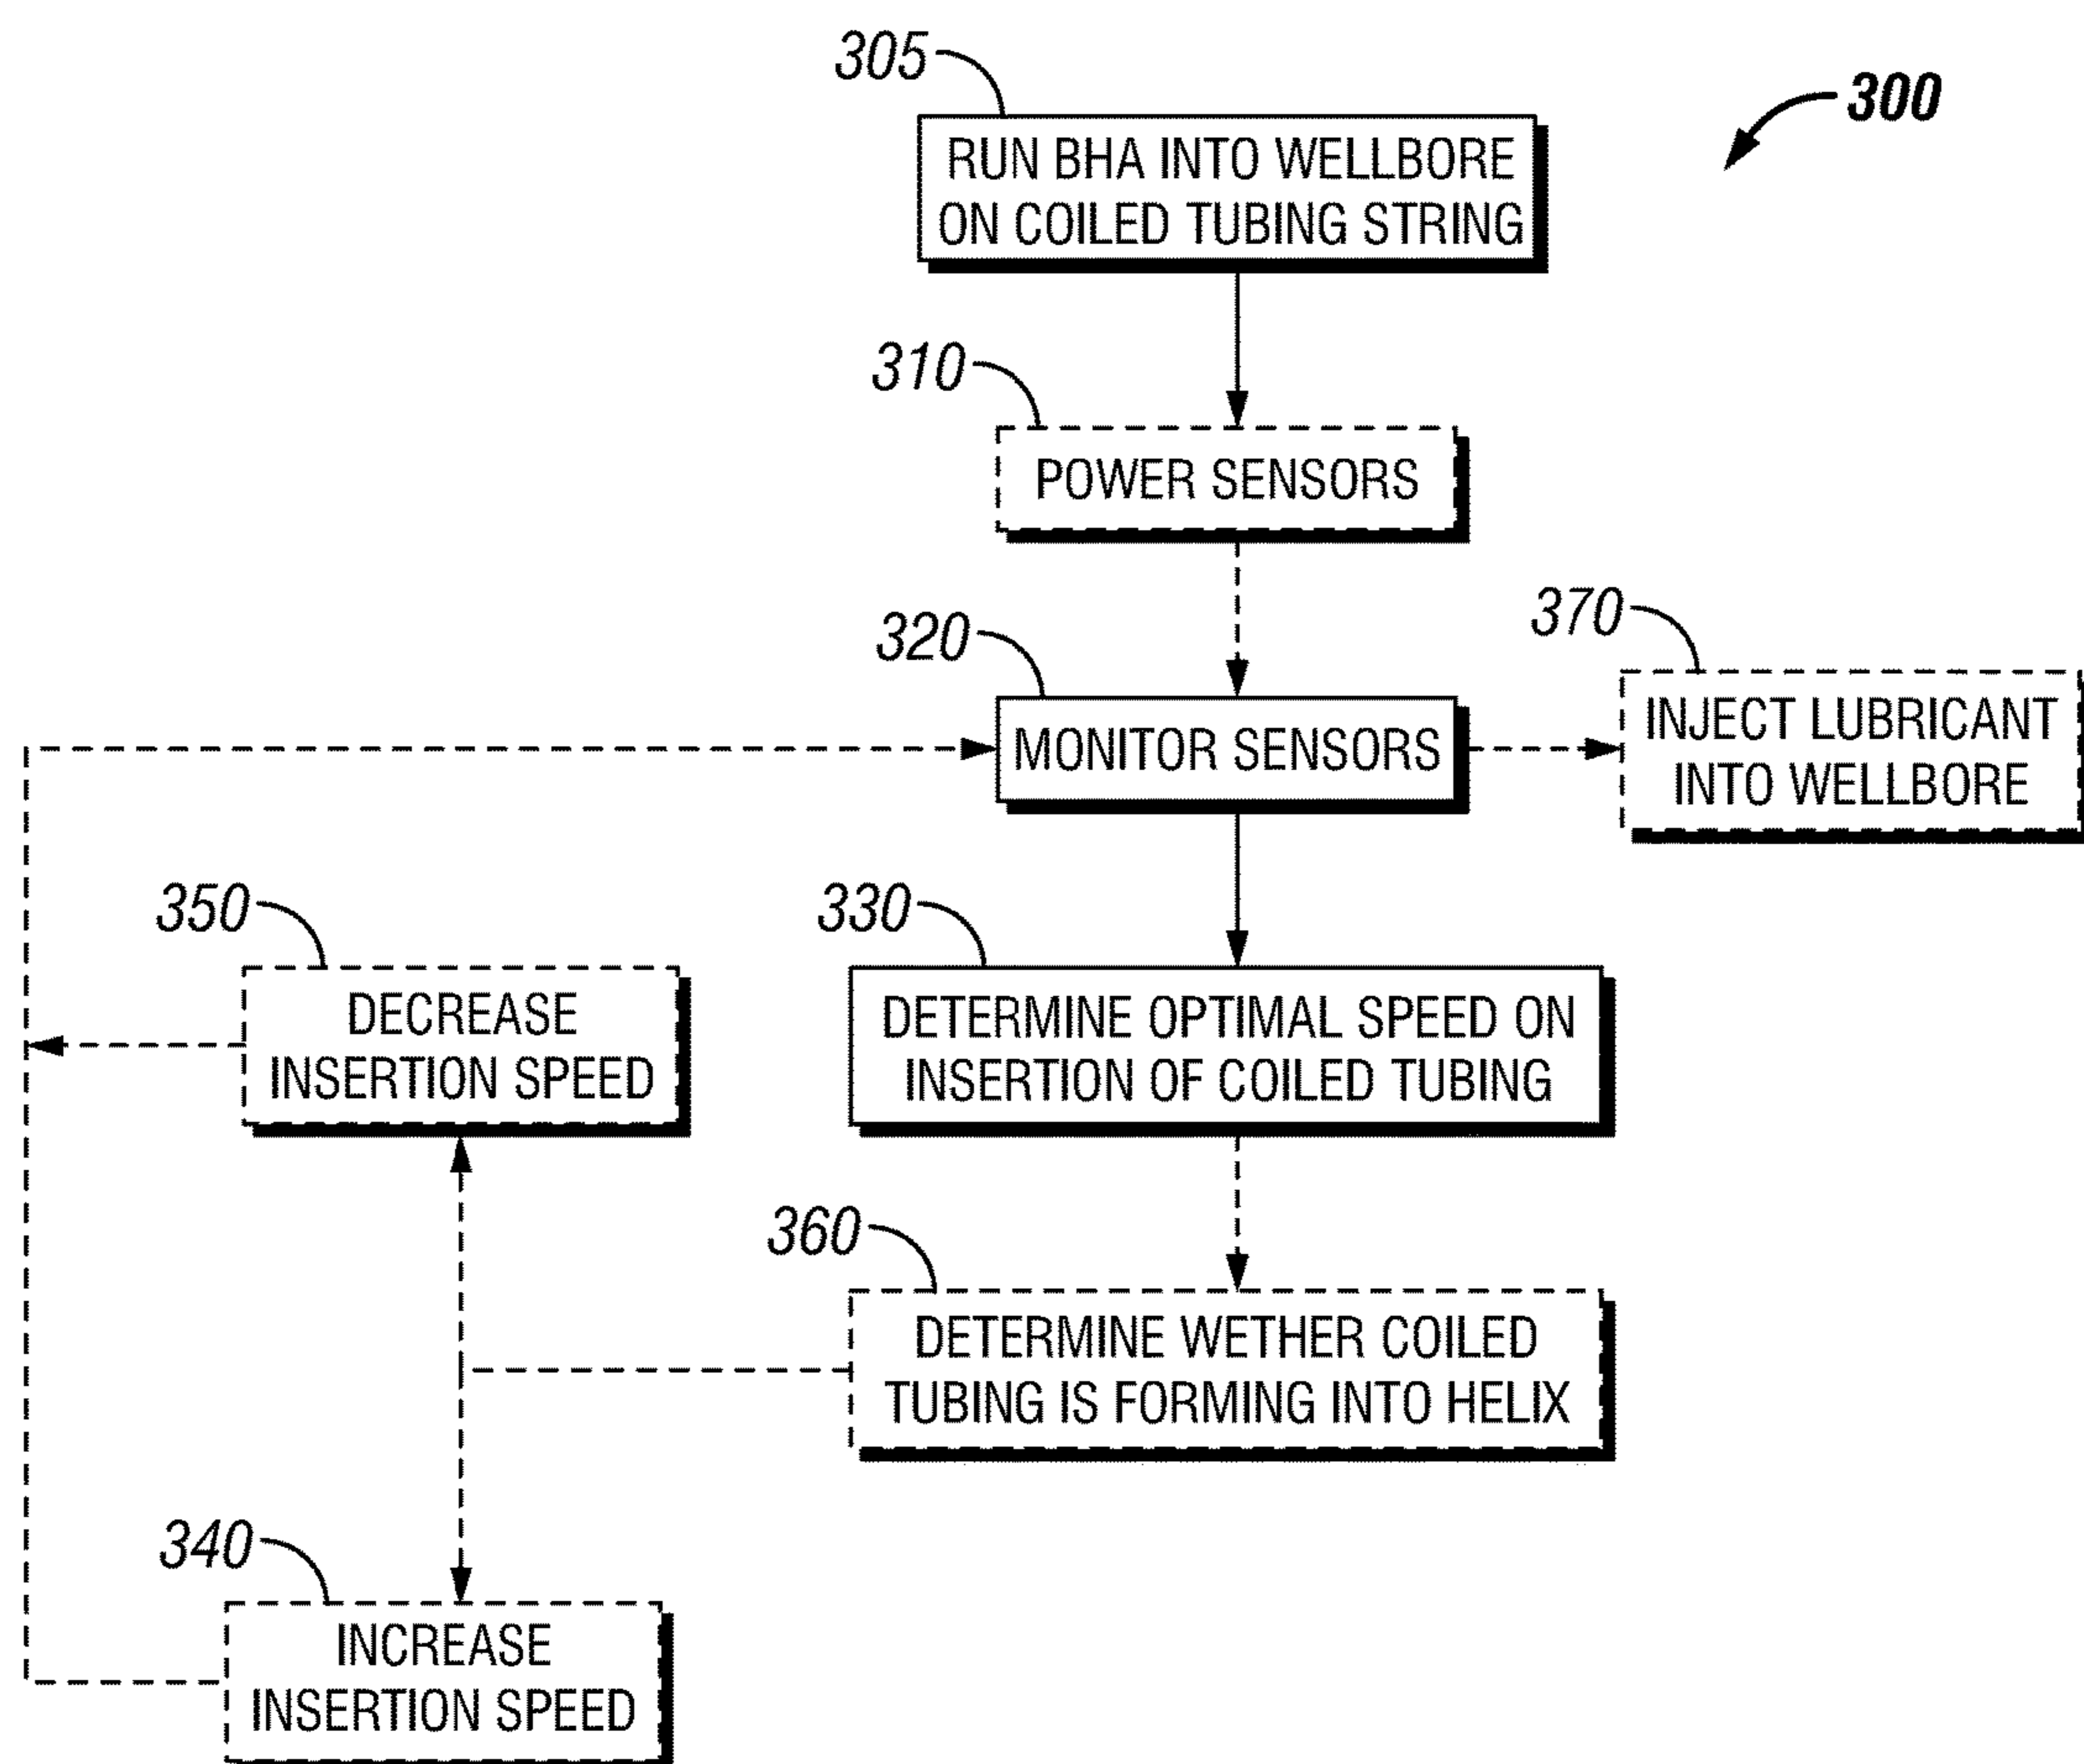 305
300
RUN BHA INTO WELLBORE
ON COILED TUBING STRING
310
POWER SENSORS
320
370
MONITOR SENSORS
INJECT LUBRICANT
INTO WELLBORE
350
330
DECREASE
INSERTION SPEED
DETERMINE OPTIMAL SPEED ON
INSERTION OF COILED TUBING
360
DETERMINE WETHER COILED
TUBING IS FORMING INTO HELIX
340
INCREASE
INSERTION SPEED